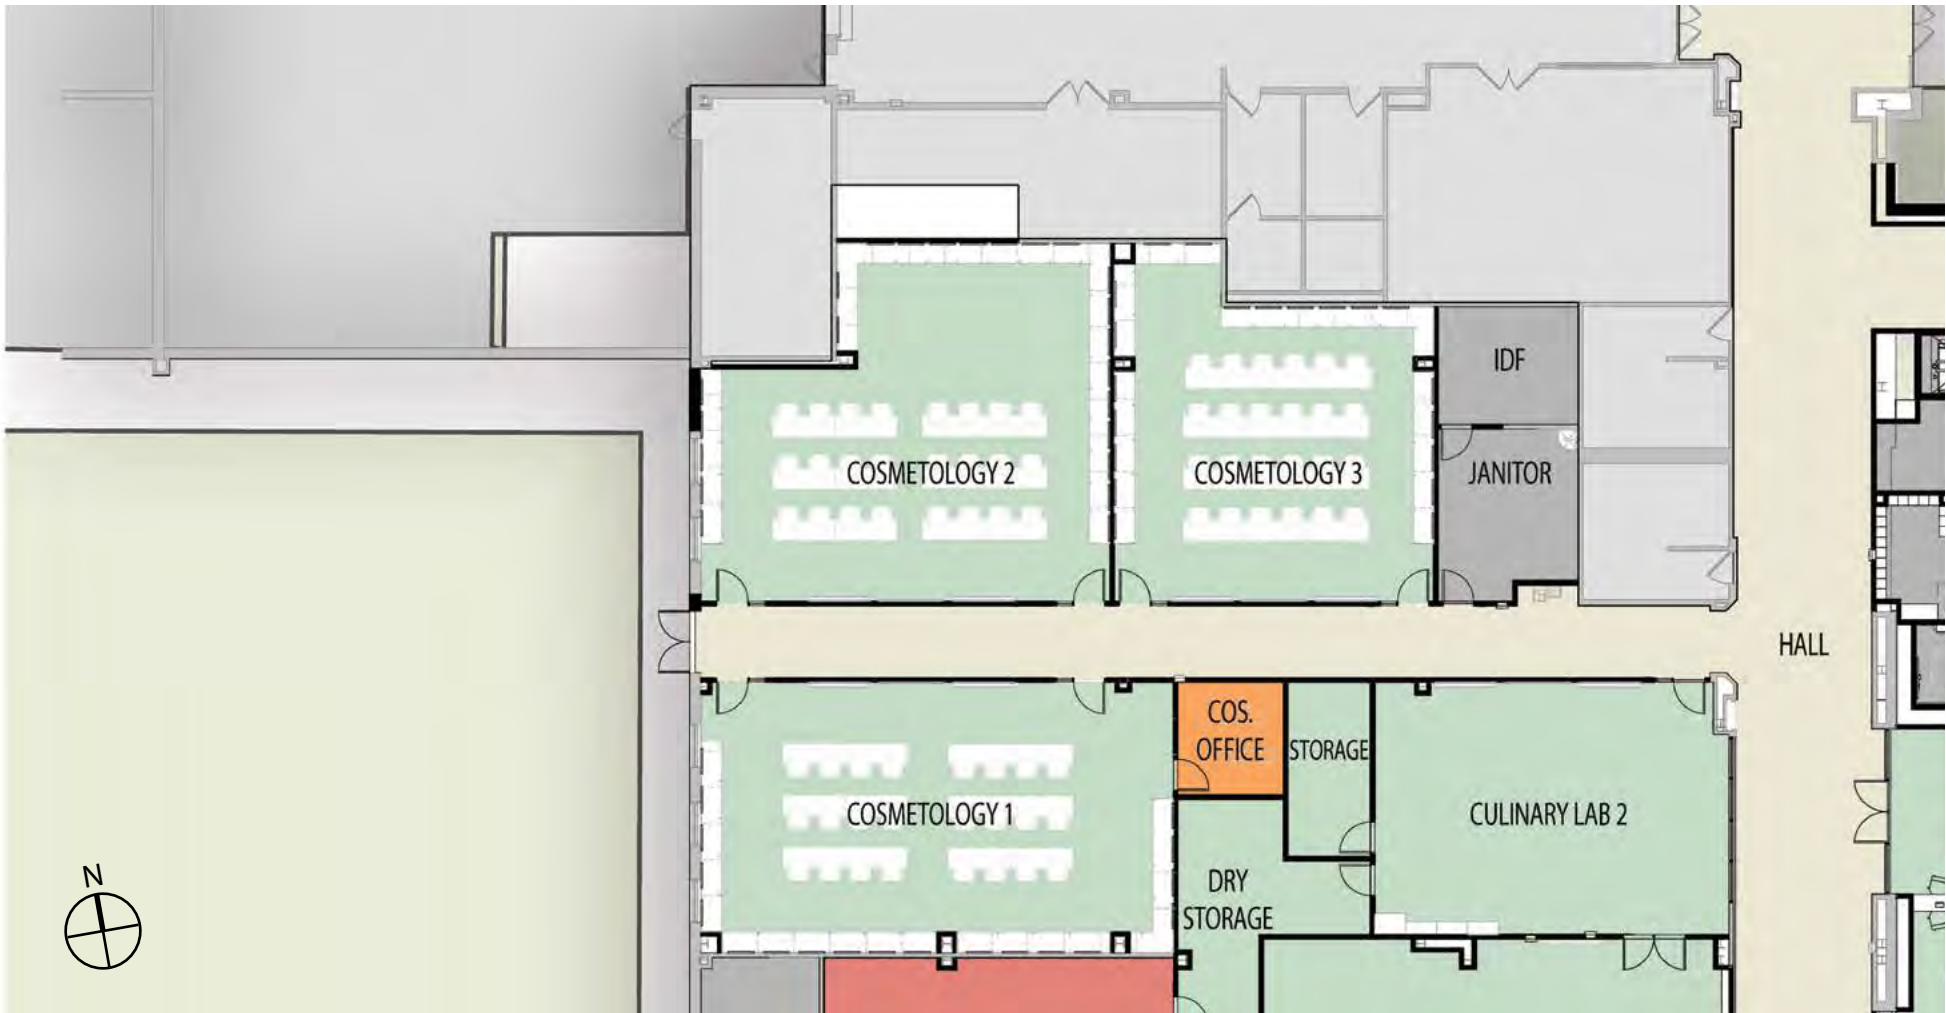 IDF
COSMETOLOGY 2
COSMETOLOGY 3
JANITOR
HALL
COS.
OFFICE
STORAGE
COSMETOLOGY 1
CULINARY LAB 2
DRY
STORAGE
N